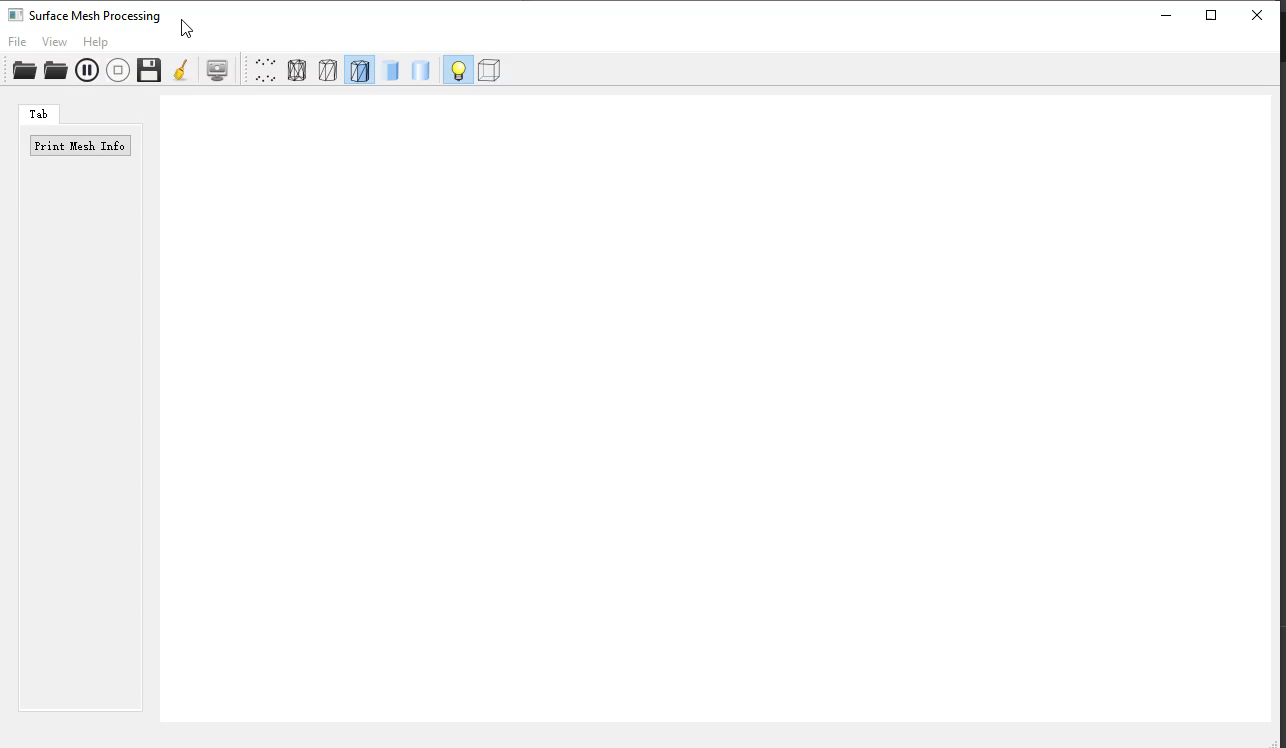 Surface Mesh Processing
File View Help
Tab
Print Mesh Info